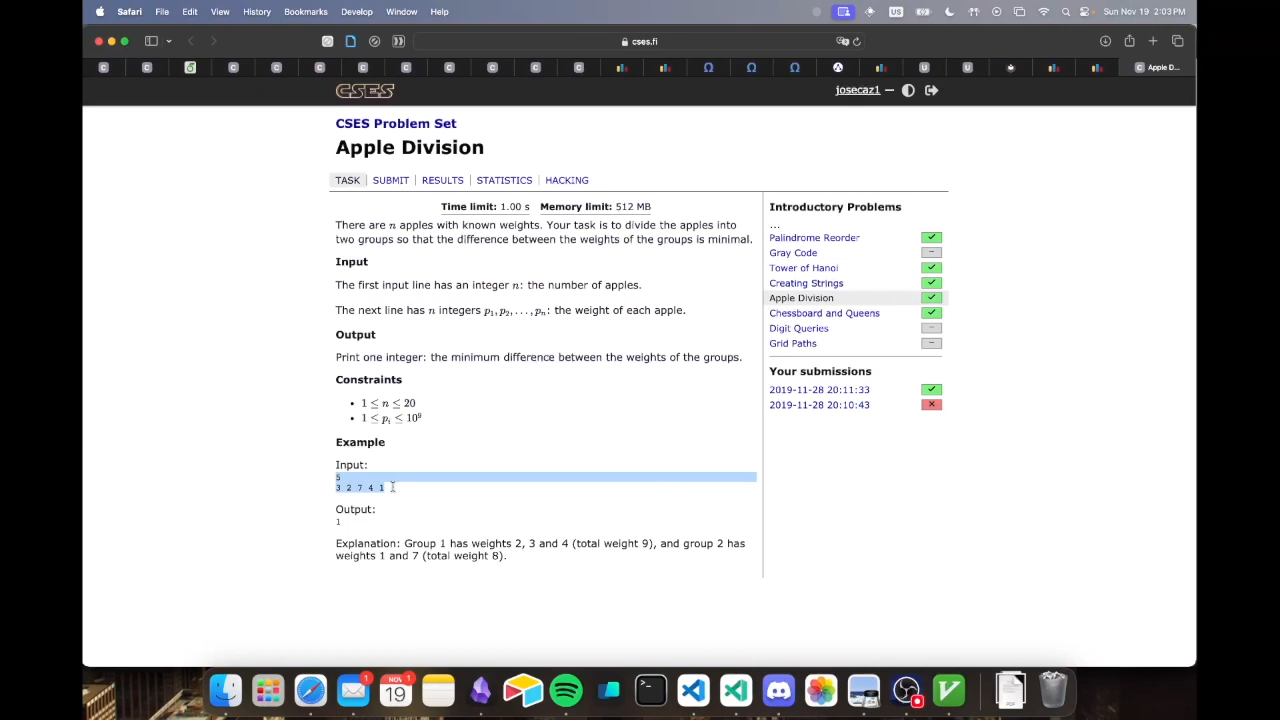 Safari File Edit View History Bookmarks Develop Window Help
US
Sun Nov 19 2:03 PM
cses.fi
Apple D...
CSES
josecaz1 —
CSES Problem Set
Apple Division
TASK SUBMIT RESULTS STATISTICS HACKING
Time limit: 1.00 s Memory limit: 512 MB
There are n apples with known weights. Your task is to divide the apples into
two groups so that the difference between the weights of the groups is minimal.
Input
The first input line has an integer n: the number of apples.
The next line has n integers p₁, p₂, …, pₙ: the weight of each apple.
Output
Print one integer: the minimum difference between the weights of the groups.
Constraints
• 1 ≤ n ≤ 20
• 1 ≤ pᵢ ≤ 10⁹
Example
Input:
5
3 2 7 4 1
Output:
1
Explanation: Group 1 has weights 2, 3 and 4 (total weight 9), and group 2 has
weights 1 and 7 (total weight 8).
Introductory Problems
...
Palindrome Reorder
Gray Code
Tower of Hanoi
Creating Strings
Apple Division
Chessboard and Queens
Digit Queries
Grid Paths
Your submissions
2019-11-28 20:11:33
2019-11-28 20:10:43
1
NOV 1
19